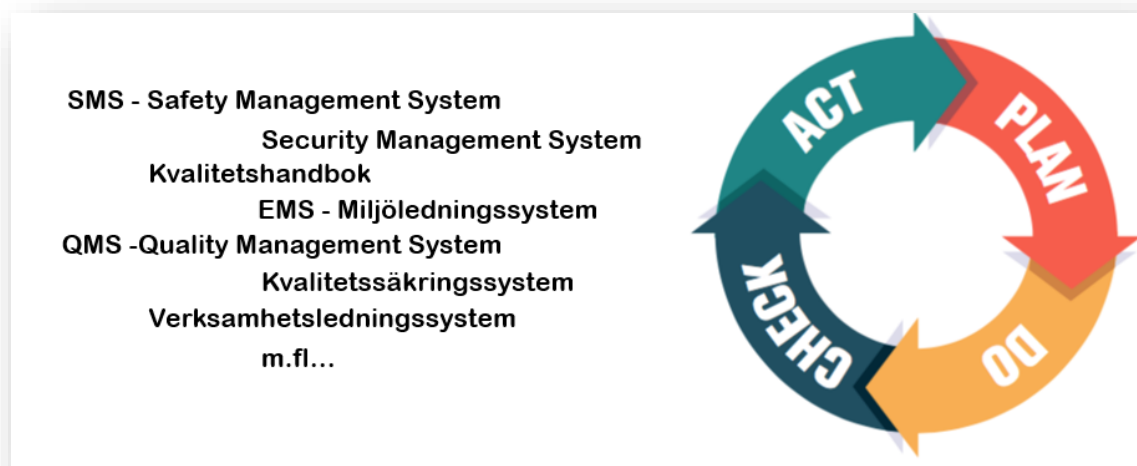 SMS - Safety Management System
Security Management System
Kvalitetshandbok
EMS - Miljöledningssystem
QMS -Quality Management System
Kvalitetssäkringssystem
Verksamhetsledningssystem
m.fl...
ACT
PLAN
DO
CHECK